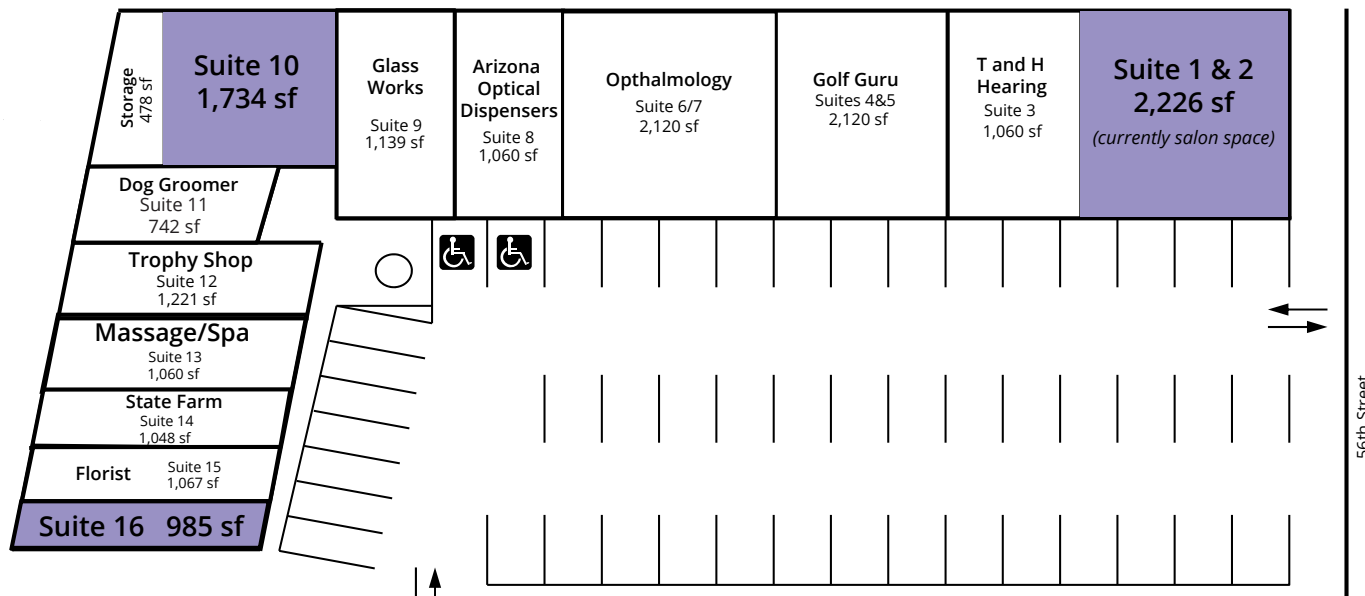 Storage
478 sf
Suite 10
1,734 sf
Glass
Works
Suite 9
1,139 sf
Arizona
Optical
Dispensers
Suite 8
1,060 sf
Opthalmology
Suite 6/7
2,120 sf
Golf Guru
Suites 4&5
2,120 sf
T and H
Hearing
Suite 3
1,060 sf
Suite 1 & 2
2,226 sf
(currently salon space)
Dog Groomer
Suite 11
742 sf
Trophy Shop
Suite 12
1,221 sf
Massage/Spa
Suite 13
1,060 sf
State Farm
Suite 14
1,048 sf
Florist
Suite 15
1,067 sf
Suite 16 985 sf
56th Street